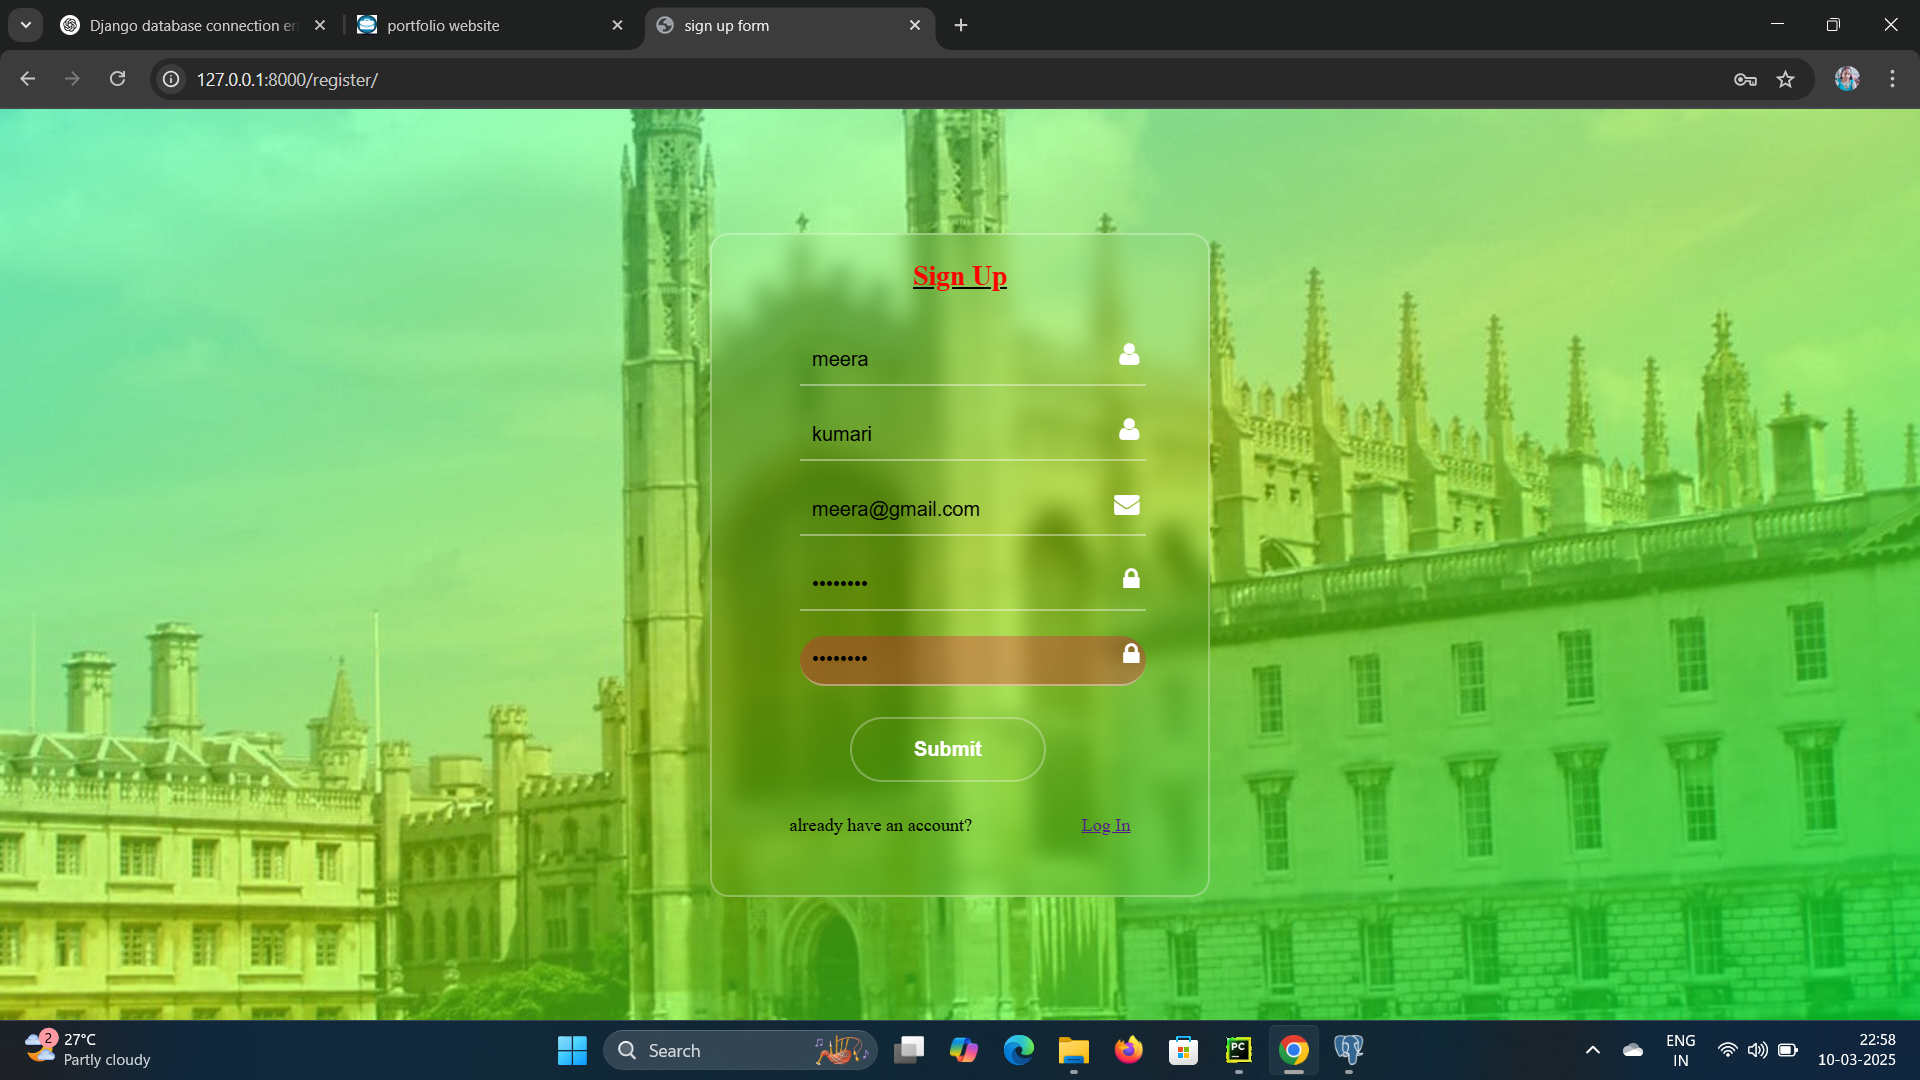 Django database connection er
portfolio website
sign up form
127.0.0.1:8000/register/
Sign Up
meera
kumari
meera@gmail.com
••••••••
••••••••
Submit
already have an account? Log In
2
27°C
Partly cloudy
Search
PC
ENG
IN
22:58
10-03-2025